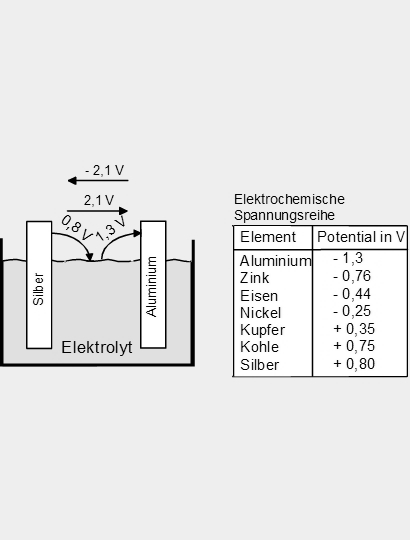 - 2,1 V
2,1 V
0,8 V
1,3 V
Silber
Aluminium
Elektrolyt
Elektrochemische
Spannungsreihe
Element Potential in V
Aluminium - 1,3
Zink - 0,76
Eisen - 0,44
Nickel - 0,25
Kupfer + 0,35
Kohle + 0,75
Silber + 0,80